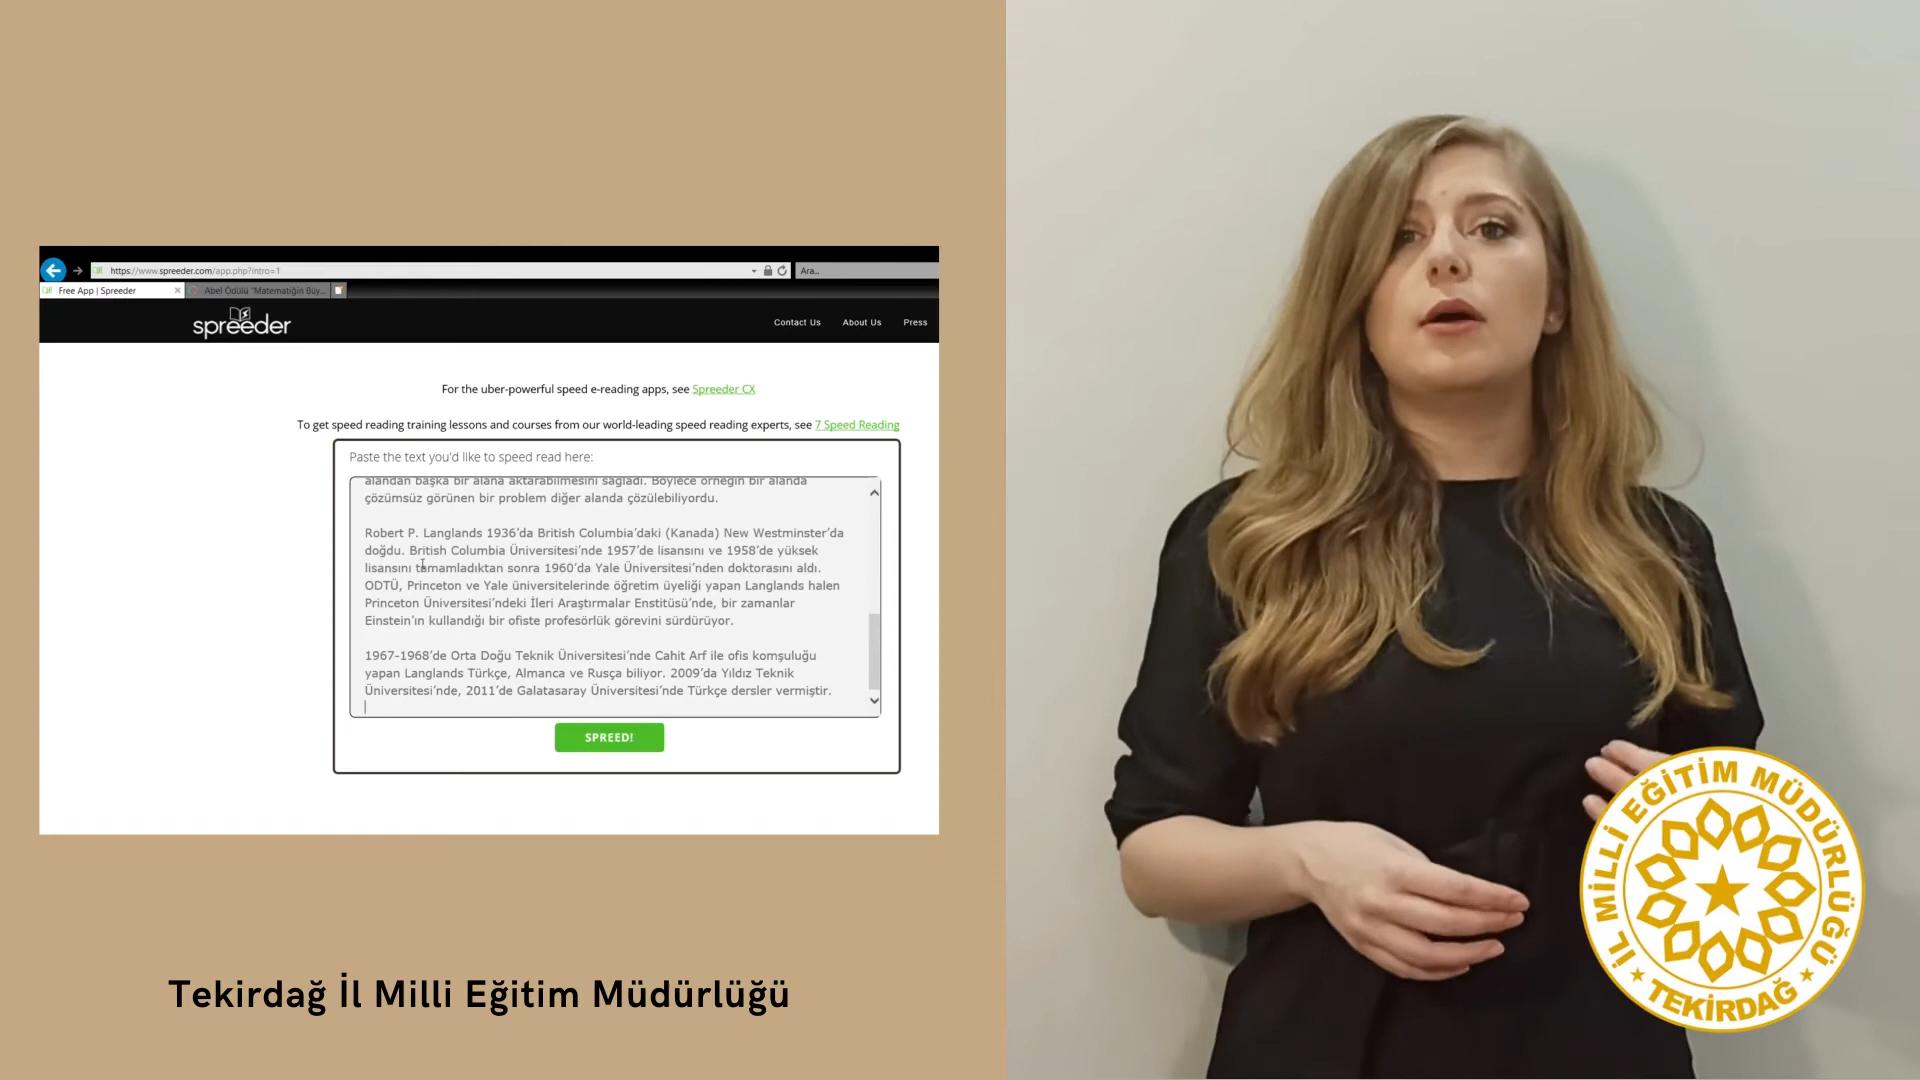 https://www.spreeder.com/app.php?intro=1
Ara...
Free App | Spreeder
Abel Ödülü "Matematiğin Büy...
spreeder
Contact Us
About Us
Press
For the uber-powerful speed e-reading apps, see Spreeder CX
To get speed reading training lessons and courses from our world-leading speed reading experts, see 7 Speed Reading
Paste the text you'd like to speed read here:
alandan başka bir alana aktarabilmesini sağladı. Böylece örneğin bir alanda
çözümsüz görünen bir problem diğer alanda çözülebiliyordu.
Robert P. Langlands 1936'da British Columbia'daki (Kanada) New Westminster'da
doğdu. British Columbia Üniversitesi'nde 1957'de lisansını ve 1958'de yüksek
lisansını tamamladıktan sonra 1960'da Yale Üniversitesi'nden doktorasını aldı.
ODTÜ, Princeton ve Yale üniversitelerinde öğretim üyeliği yapan Langlands halen
Princeton Üniversitesi'ndeki İleri Araştırmalar Enstitüsü'nde, bir zamanlar
Einstein'ın kullandığı bir ofiste profesörlük görevini sürdürüyor.
1967-1968'de Orta Doğu Teknik Üniversitesi'nde Cahit Arf ile ofis komşuluğu
yapan Langlands Türkçe, Almanca ve Rusça biliyor. 2009'da Yıldız Teknik
Üniversitesi'nde, 2011'de Galatasaray Üniversitesi'nde Türkçe dersler vermiştir.
SPREED!
Tekirdağ İl Milli Eğitim Müdürlüğü
İL MİLLİ EĞİTİM MÜDÜRLÜĞÜ
TEKİRDAĞ